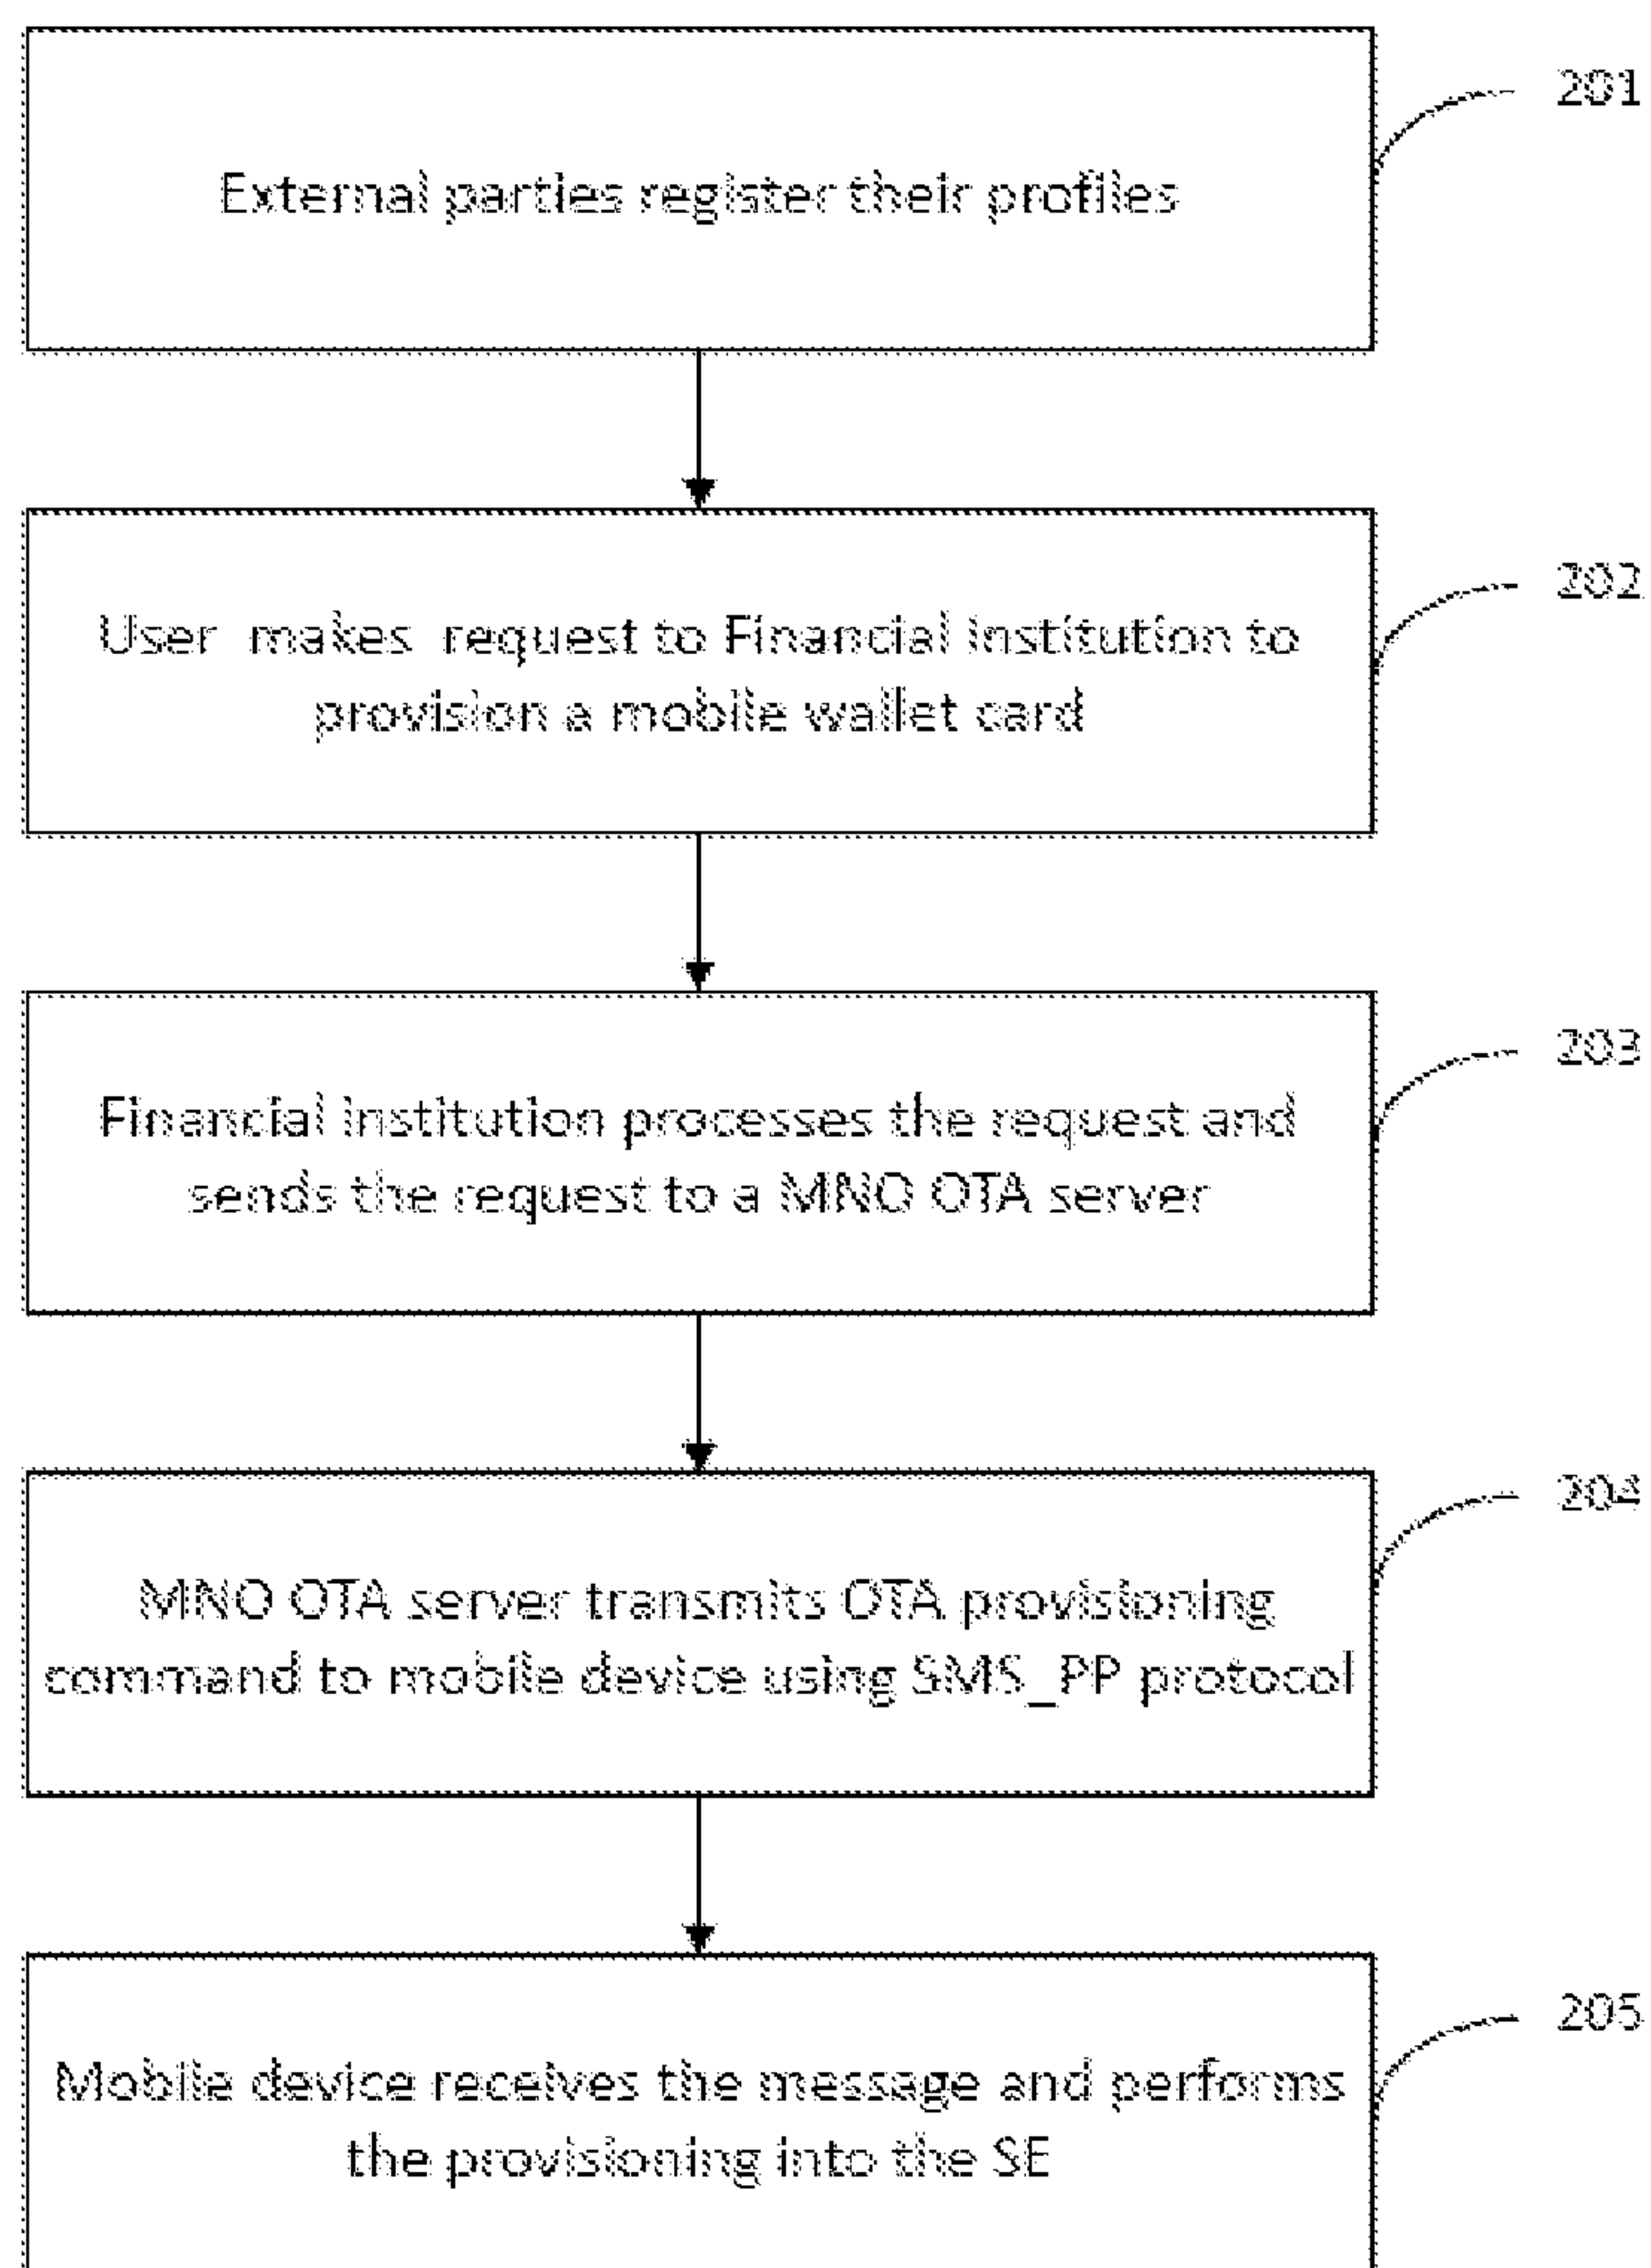 201
External parties register their profiles
202
User makes request to Financial Institution to
provision a mobile wallet card
203
Financial Institution processes the request and
sends the request to a MNO OTA server
204
MNO OTA server transmits OTA provisioning
command to mobile device using SMS_PP protocol
205
Mobile device receives the message and performs
the provisioning into the SE